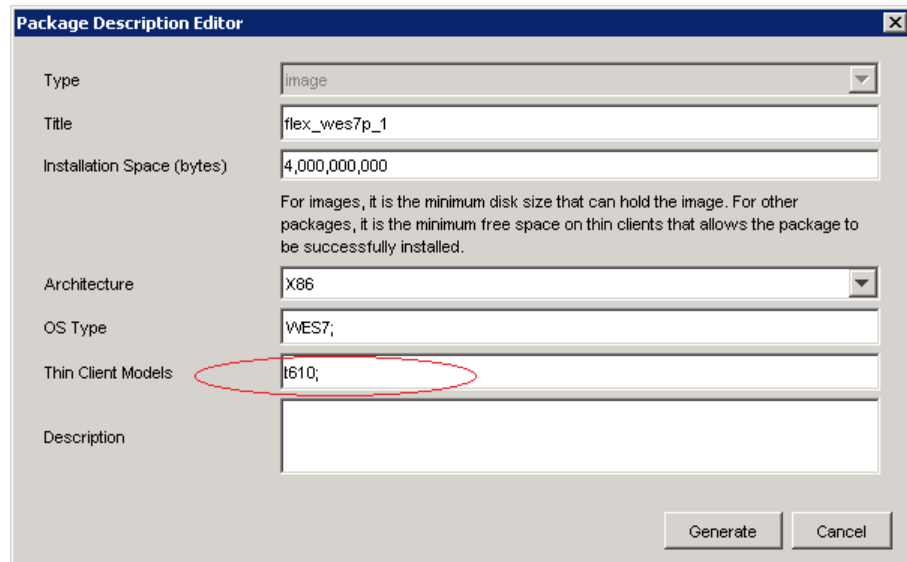 Package Description Editor
Type
image
Title
flex_wes7p_1
Installation Space (bytes)
4,000,000,000
For images, it is the minimum disk size that can hold the image. For other
packages, it is the minimum free space on thin clients that allows the package to
be successfully installed.
Architecture
X86
OS Type
WES7;
Thin Client Models
t610;
Description
Generate
Cancel